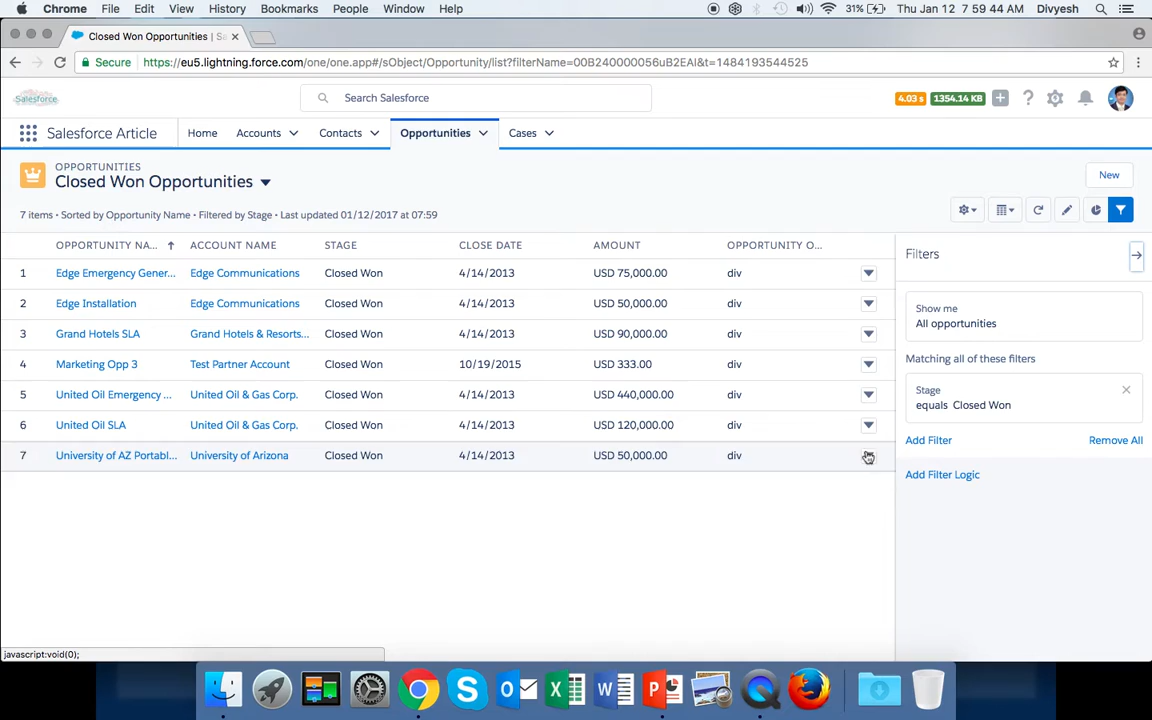 Chrome File Edit View History Bookmarks People Window Help 31% Thu Jan 12 7:59:44 AM Divyesh
Closed Won Opportunities | S
Secure https://eu5.lightning.force.com/one/one.app#/sObject/Opportunity/list?filterName=00B240000056uB2EAI&t=1484193544525
Salesforce Search Salesforce 4.03 s 1354.14 KB
Salesforce Article Home Accounts Contacts Opportunities Cases
OPPORTUNITIES
Closed Won Opportunities New
7 items • Sorted by Opportunity Name • Filtered by Stage • Last updated 01/12/2017 at 07:59
OPPORTUNITY NA... ACCOUNT NAME STAGE CLOSE DATE AMOUNT OPPORTUNITY O...
1 Edge Emergency Gener... Edge Communications Closed Won 4/14/2013 USD 75,000.00 div
2 Edge Installation Edge Communications Closed Won 4/14/2013 USD 50,000.00 div
3 Grand Hotels SLA Grand Hotels & Resorts... Closed Won 4/14/2013 USD 90,000.00 div
4 Marketing Opp 3 Test Partner Account Closed Won 10/19/2015 USD 333.00 div
5 United Oil Emergency ... United Oil & Gas Corp. Closed Won 4/14/2013 USD 440,000.00 div
6 United Oil SLA United Oil & Gas Corp. Closed Won 4/14/2013 USD 120,000.00 div
7 University of AZ Portabl... University of Arizona Closed Won 4/14/2013 USD 50,000.00 div
Filters
Show me
All opportunities
Matching all of these filters
Stage
equals Closed Won
Add Filter Remove All
Add Filter Logic
javascript:void(0);